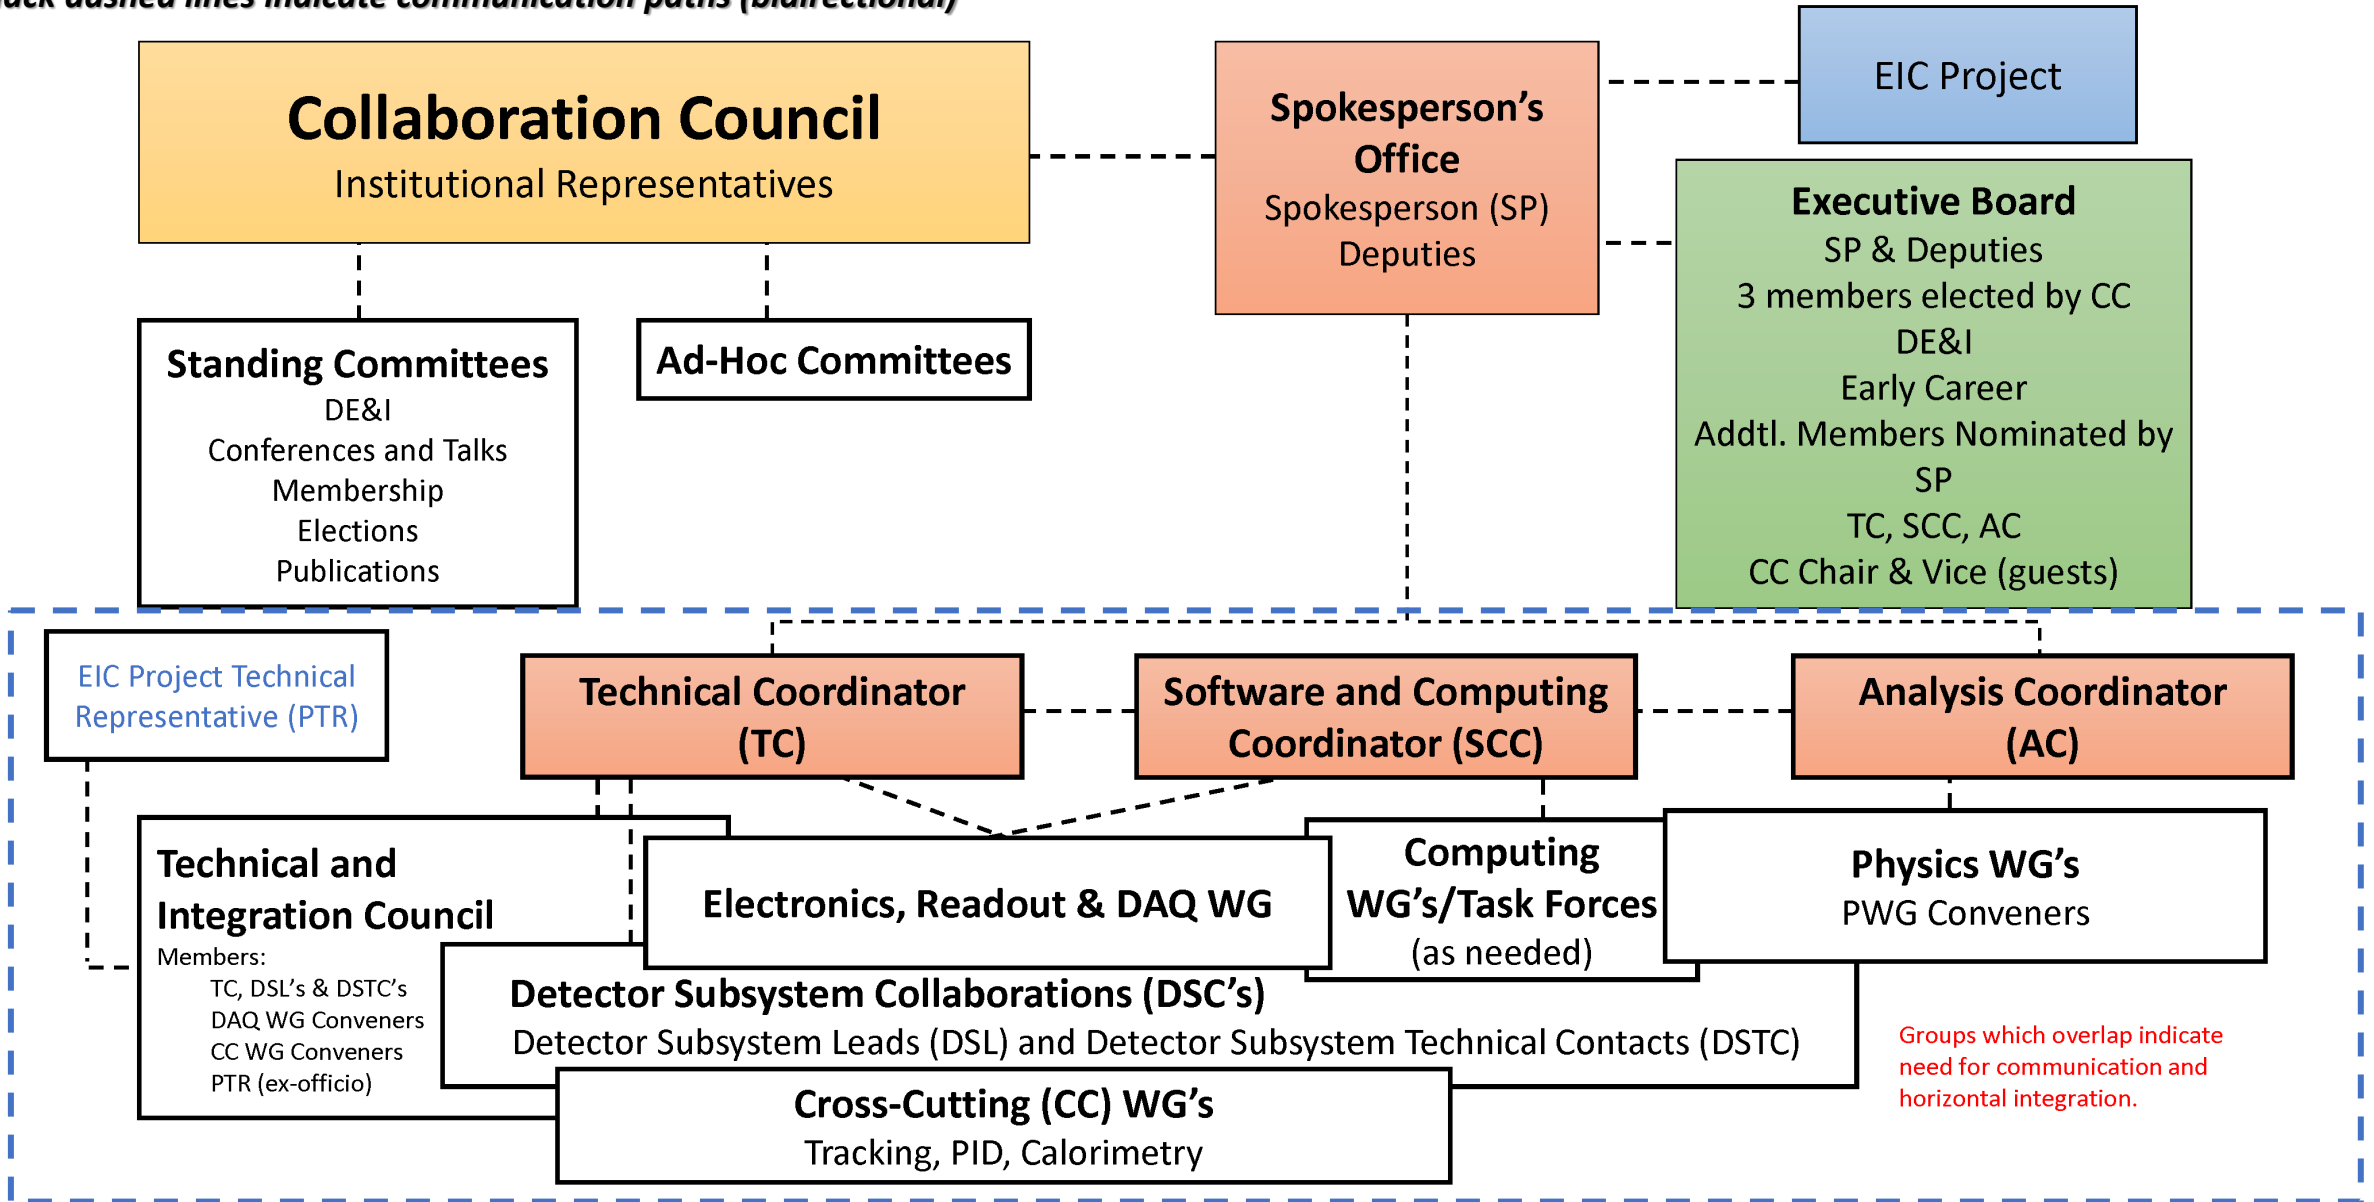 dashed lines indicate communication paths (bidirectional)
Collaboration Council
Institutional Representatives
Spokesperson’s
Office
Spokesperson (SP)
Deputies
EIC Project
Executive Board
SP & Deputies
3 members elected by CC
DE&I
Early Career
Addtl. Members Nominated by
SP
TC, SCC, AC
CC Chair & Vice (guests)
Standing Committees
DE&I
Conferences and Talks
Membership
Elections
Publications
Ad-Hoc Committees
EIC Project Technical
Representative (PTR)
Technical Coordinator
(TC)
Software and Computing
Coordinator (SCC)
Analysis Coordinator
(AC)
Technical and
Integration Council
Members:
TC, DSL’s & DSTC’s
DAQ WG Conveners
CC WG Conveners
PTR (ex-officio)
Electronics, Readout & DAQ WG
Computing
WG’s/Task Forces
(as needed)
Physics WG’s
PWG Conveners
Detector Subsystem Collaborations (DSC’s)
Detector Subsystem Leads (DSL) and Detector Subsystem Technical Contacts (DSTC)
Cross-Cutting (CC) WG’s
Tracking, PID, Calorimetry
Groups which overlap indicate
need for communication and
horizontal integration.